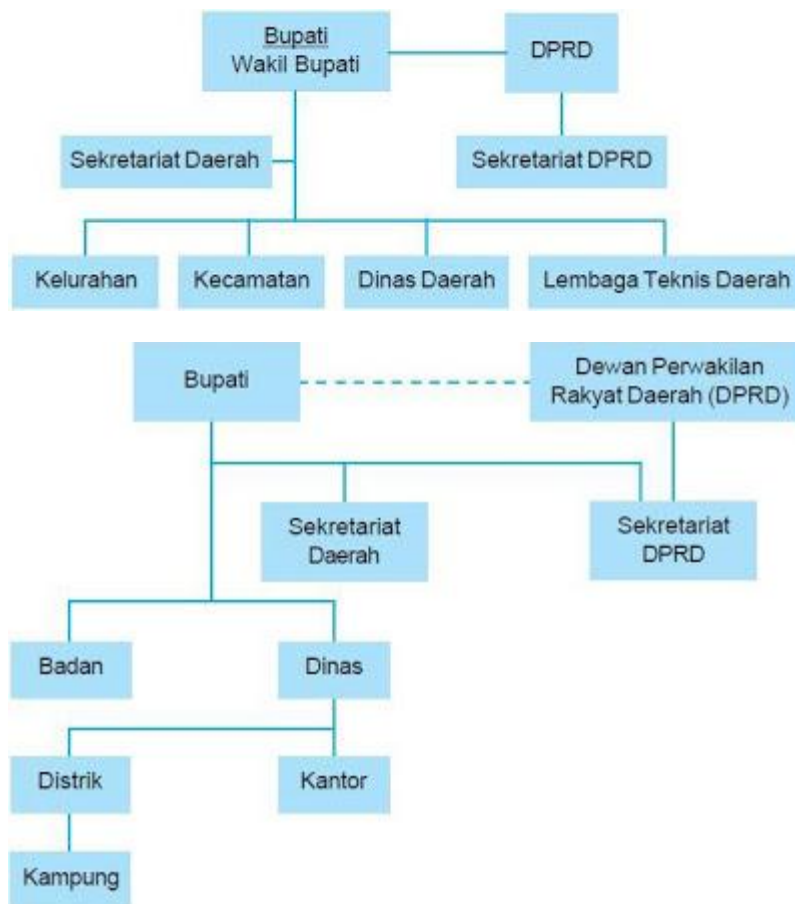 Bupati
Wakil Bupati
DPRD
Sekretariat Daerah
Sekretariat DPRD
Kelurahan
Kecamatan
Dinas Daerah
Lembaga Teknis Daerah
Bupati
Dewan Perwakilan
Rakyat Daerah (DPRD)
Sekretariat
Daerah
Sekretariat
DPRD
Badan
Dinas
Distrik
Kantor
Kampung